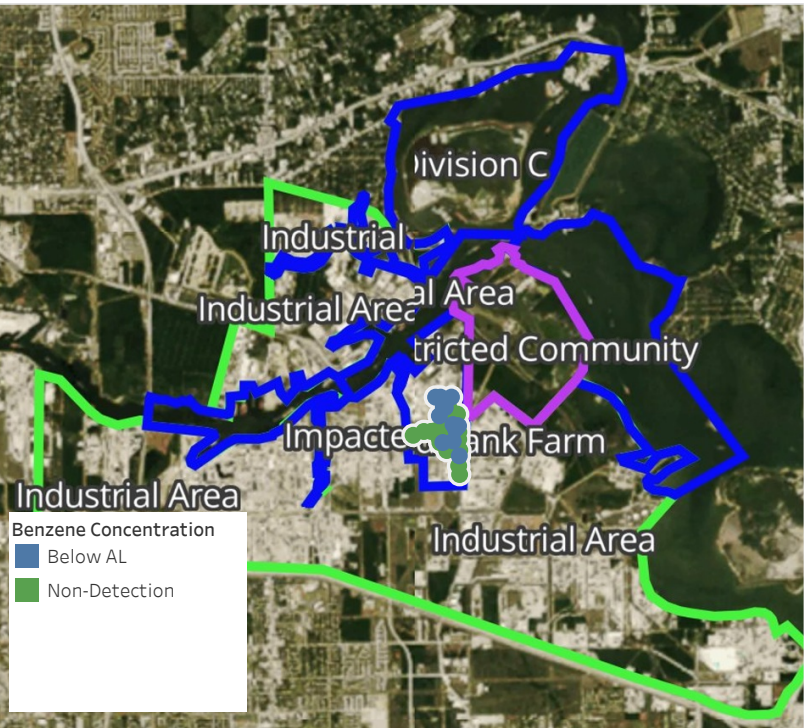 Division C
Industrial
Industrial Area
al Area
tricted Community
Impacte
ank Farm
Industrial Area
Industrial Area
Benzene Concentration
Below AL
Non-Detection